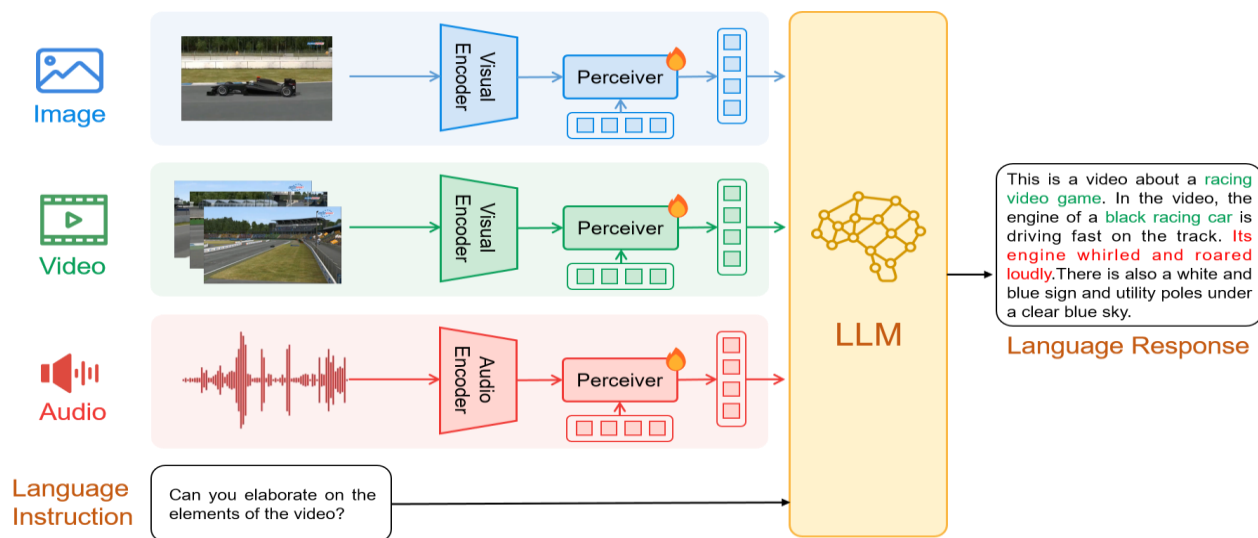 Image
Visual
Encoder
Perceiver
Video
Visual
Encoder
Perceiver
Audio
Audio
Encoder
Perceiver
Language
Instruction
Can you elaborate on the
elements of the video?
LLM
This is a video about a racing
video game. In the video, the
engine of a black racing car is
driving fast on the track. Its
engine whirled and roared
loudly.There is also a white and
blue sign and utility poles under
a clear blue sky.
Language Response